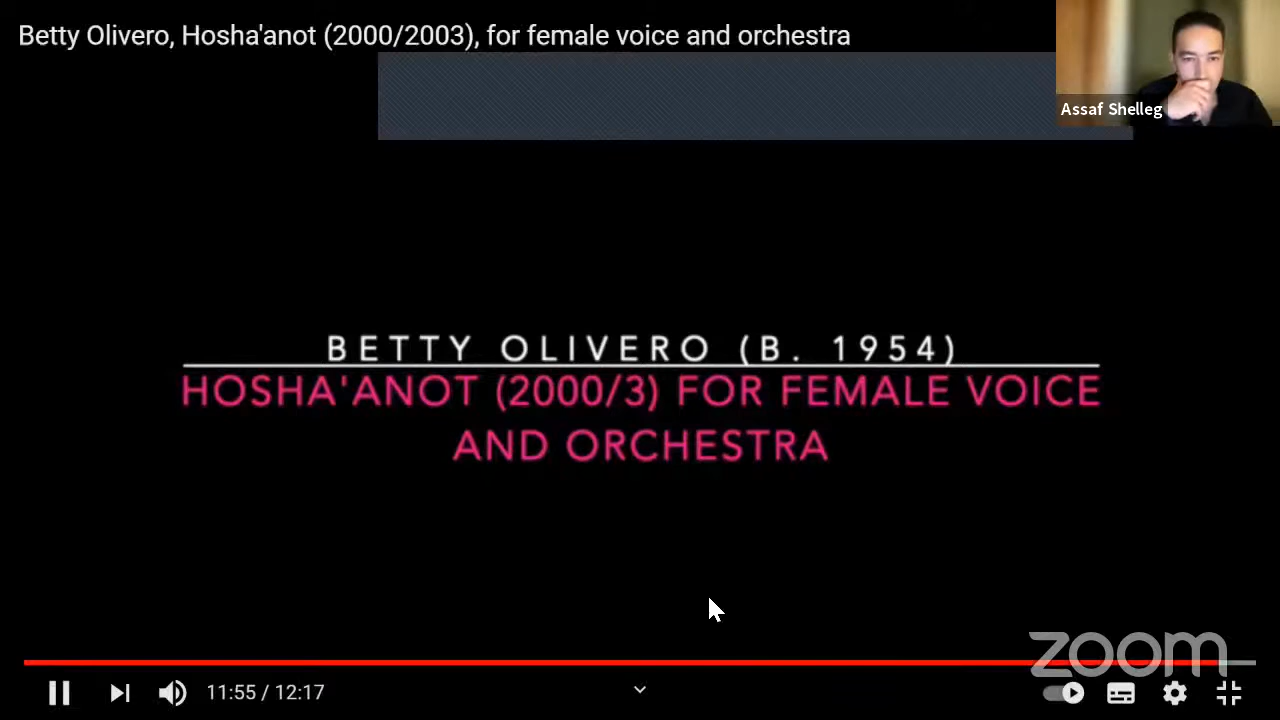 Betty Olivero, Hosha'anot (2000/2003), for female voice and orchestra
Assaf Shelleg
BETTY OLIVERO (B. 1954)
HOSHA'ANOT (2000/3) FOR FEMALE VOICE
AND ORCHESTRA
zoom
11:55 / 12:17